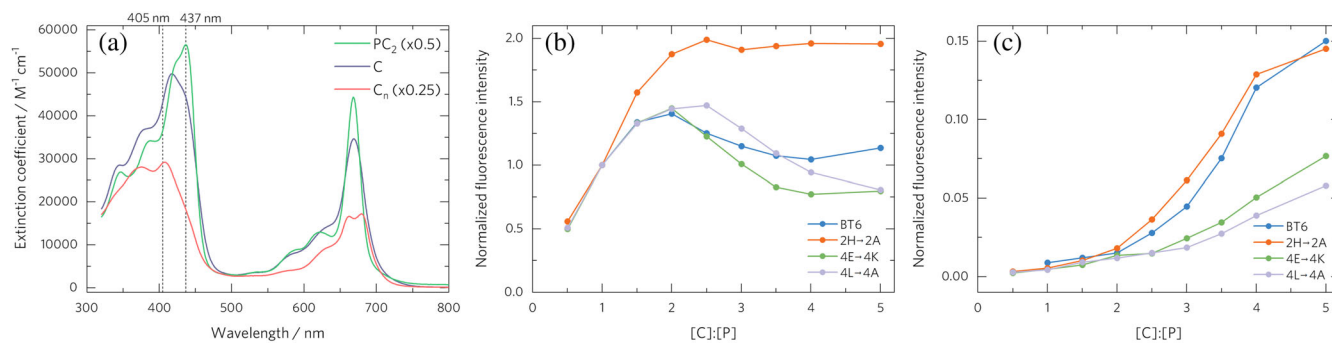 405 nm 437 nm
(a)
PC₂ (x0.5)
C
Cₙ (x0.25)
Extinction coefficient / M⁻¹ cm⁻¹
60000
50000
40000
30000
20000
10000
0
300 400 500 600 700 800
Wavelength / nm
(b)
Normalized fluorescence intensity
2.0
1.5
1.0
0.5
0.0
BT6
2H→2A
4E→4K
4L→4A
0 1 2 3 4 5
[C]:[P]
(c)
Normalized fluorescence intensity
0.15
0.10
0.05
0.00
BT6
2H→2A
4E→4K
4L→4A
0 1 2 3 4 5
[C]:[P]